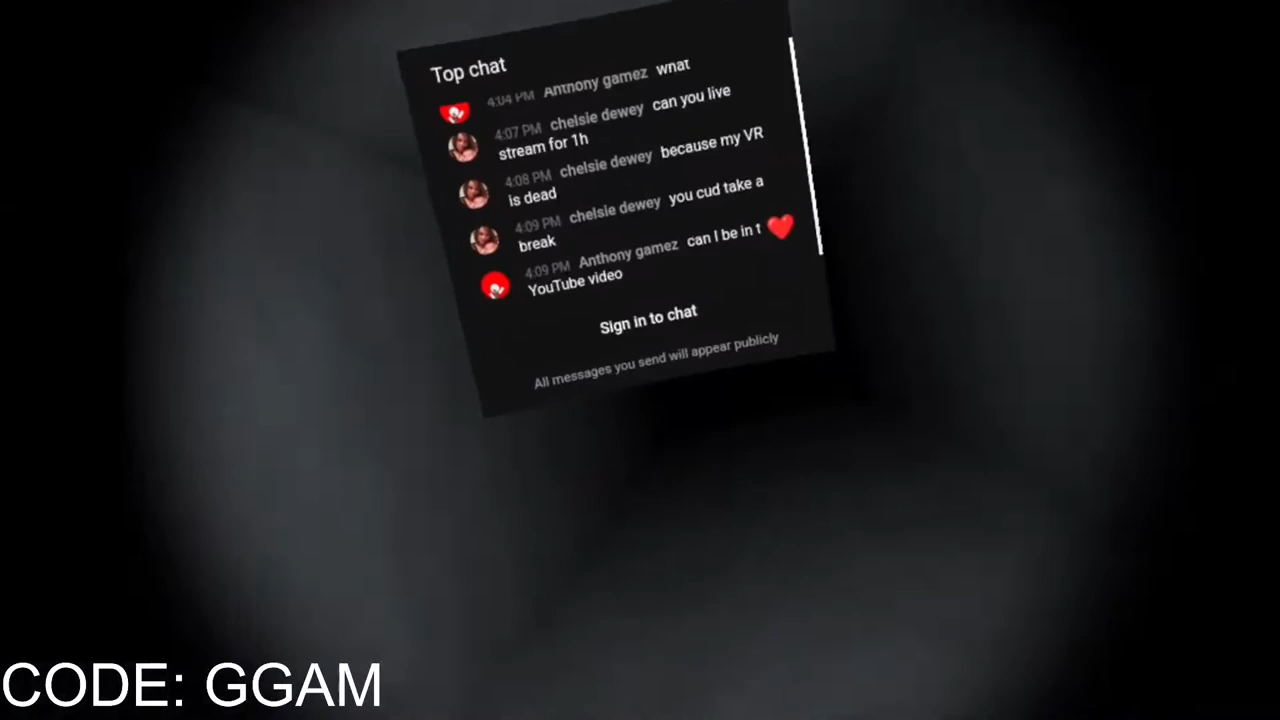 Top chat
4:04 PM Anthony gamez wnat
4:07 PM chelsie dewey can you live
stream for 1h
4:08 PM chelsie dewey because my VR
is dead
4:09 PM chelsie dewey you cud take a
break
4:09 PM Anthony gamez can I be in t
YouTube video
Sign in to chat
All messages you send will appear publicly
CODE: GGAM